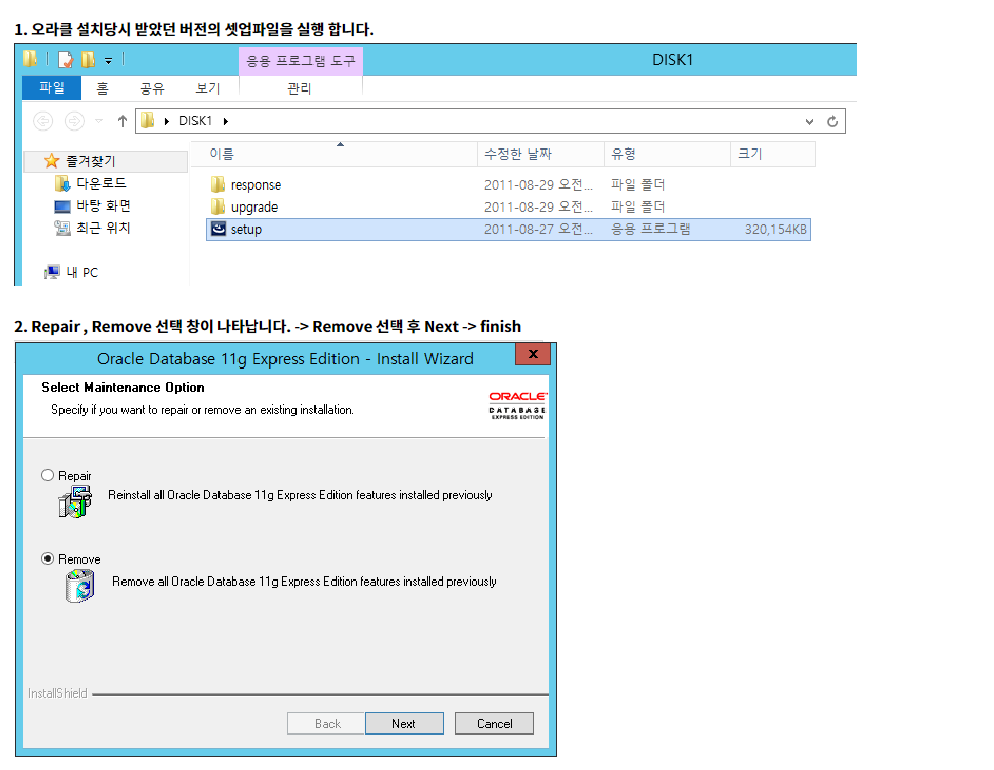 1. 오라클 설치당시 받았던 버전의 셋업파일을 실행 합니다.
응용 프로그램 도구
DISK1
파일 홈 공유 보기 관리
DISK1
즐겨찾기
다운로드
바탕 화면
최근 위치
내 PC
이름 수정한 날짜 유형 크기
response 2011-08-29 오전... 파일 폴더
upgrade 2011-08-29 오전... 파일 폴더
setup 2011-08-27 오전... 응용 프로그램 320,154KB
2. Repair , Remove 선택 창이 나타납니다. -> Remove 선택 후 Next -> finish
Oracle Database 11g Express Edition - Install Wizard
x
Select Maintenance Option
Specify if you want to repair or remove an existing installation.
ORACLE
DATABASE
EXPRESS EDITION
Repair
Reinstall all Oracle Database 11g Express Edition features installed previously
Remove
Remove all Oracle Database 11g Express Edition features installed previously
InstallShield
Back Next Cancel